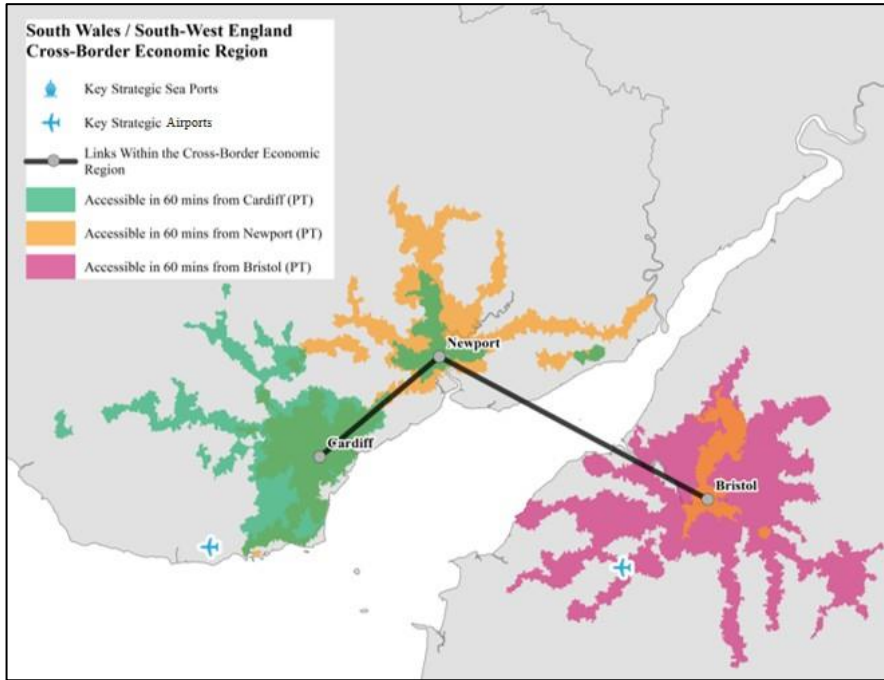 South Wales / South-West England
Cross-Border Economic Region
Key Strategic Sea Ports
Key Strategic Airports
Links Within the Cross-Border Economic
Region
Accessible in 60 mins from Cardiff (PT)
Accessible in 60 mins from Newport (PT)
Accessible in 60 mins from Bristol (PT)
Newport
Cardiff
Bristol